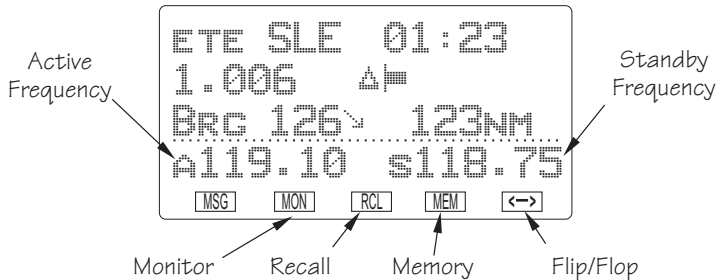 ETE SLE 01:23
Active Frequency
Standby Frequency
1.006
BRG 126↘ 123NM
A119.10 S118.75
MSG MON RCL MEM <->
Monitor Recall Memory Flip/Flop